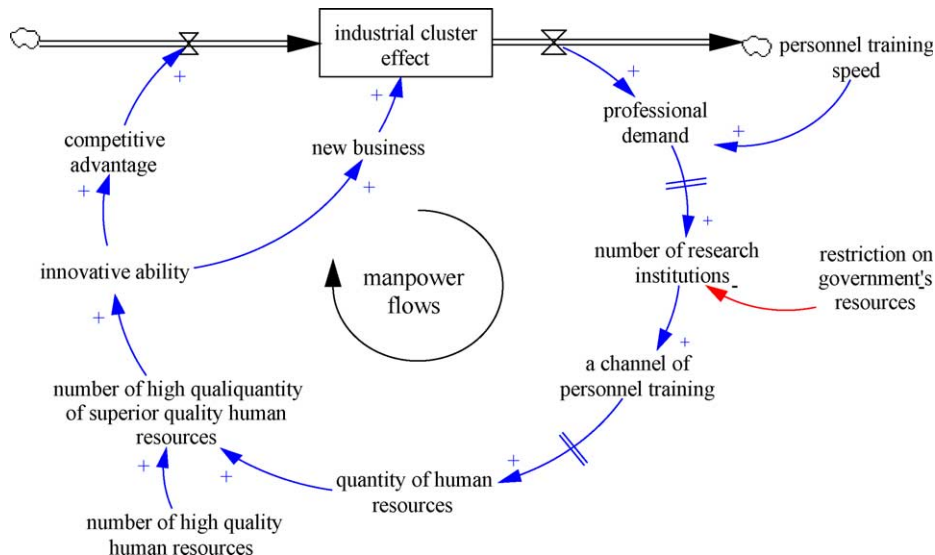 industrial cluster
effect
personnel training
speed
competitive
advantage
new business
professional
demand
innovative ability
manpower
flows
number of research
institutions
restriction on
government's
resources
a channel of
personnel training
number of high qualiquantity
of superior quality human
resources
quantity of human
resources
number of high quality
human resources